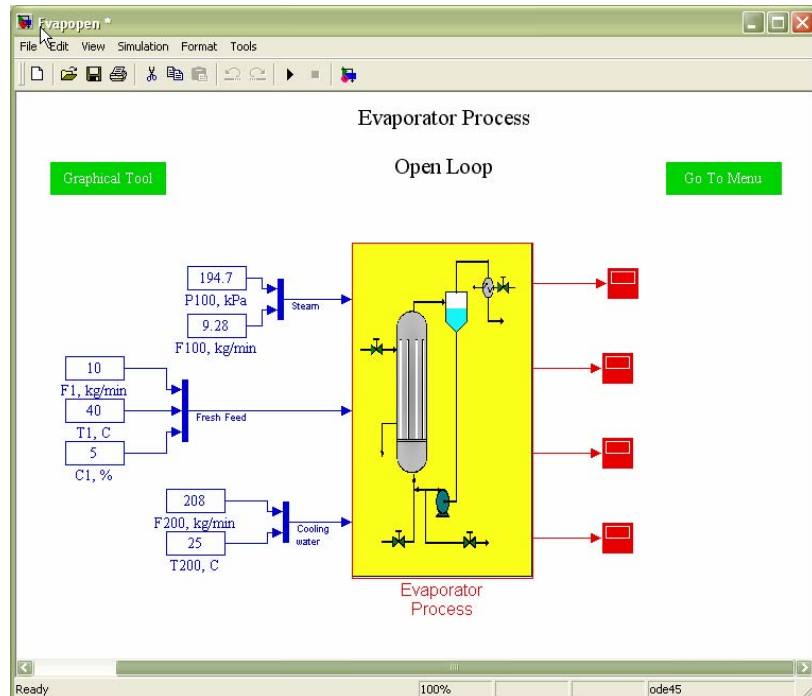 Evapopen *
File Edit View Simulation Format Tools
Evaporator Process
Open Loop
Graphical Tool
Go To Menu
194.7
P100, kPa
9.28
F100, kg/min
Steam
10
F1, kg/min
40
T1, C
5
C1, %
Fresh Feed
208
F200, kg/min
25
T200, C
Cooling
water
Evaporator
Process
Ready
100%
ode45